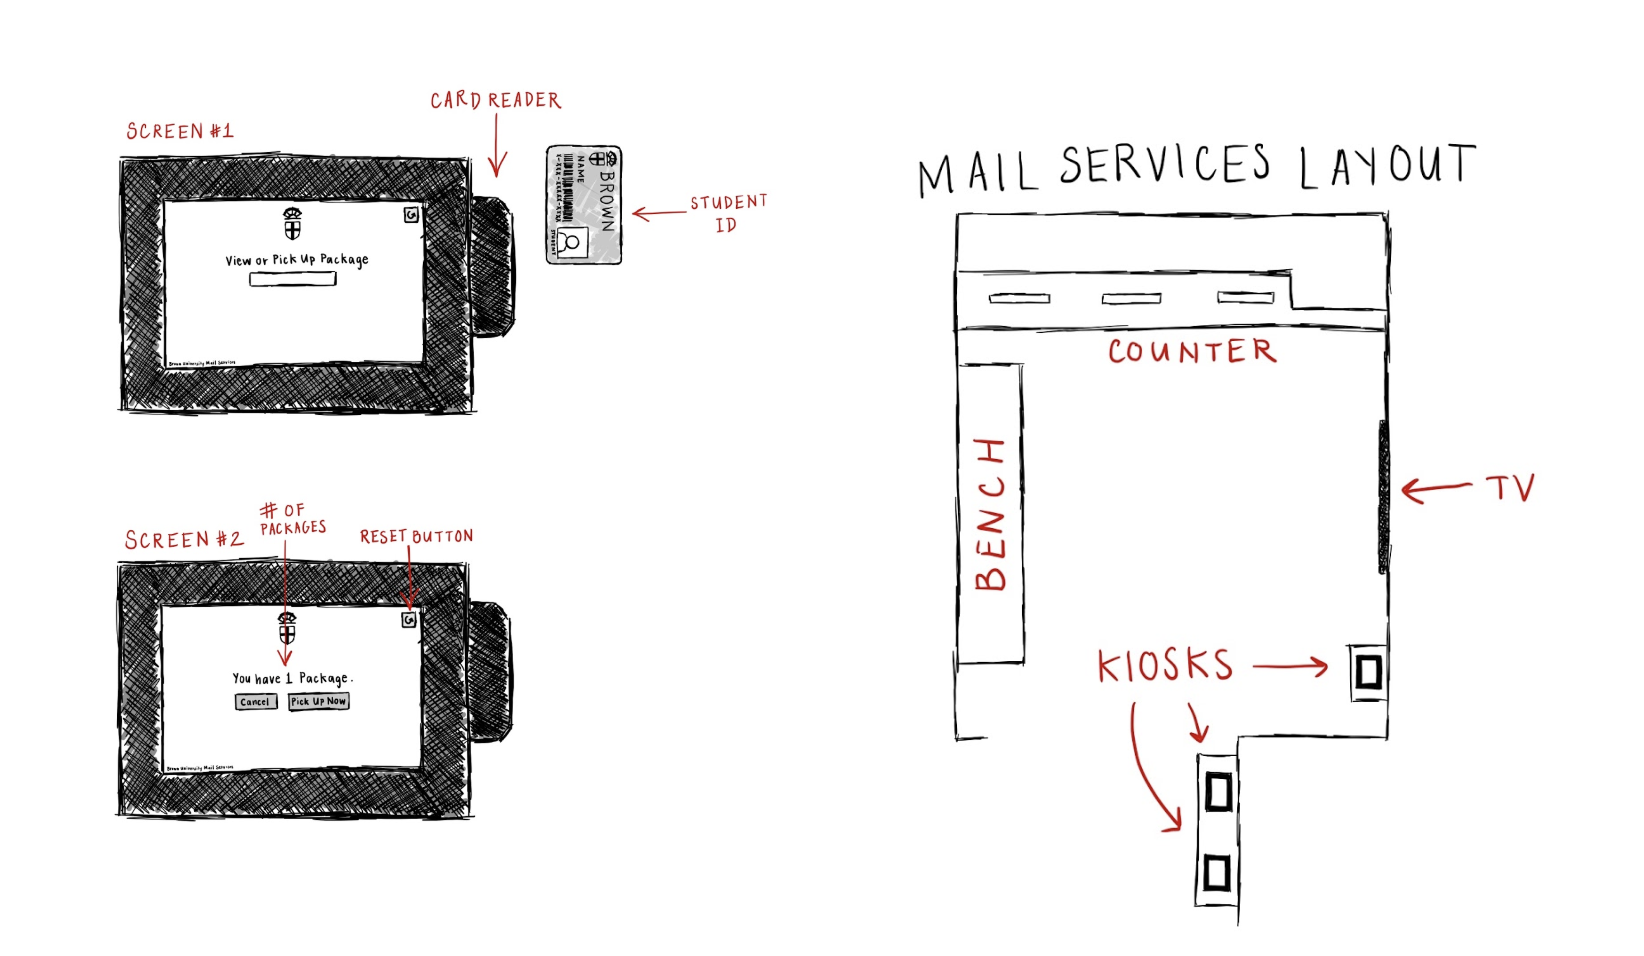 CARD READER
SCREEN #1
BROWN
NAME
STUDENT
STUDENT
ID
View or Pick Up Package
Brown University Mail Services
# OF
PACKAGES
SCREEN #2
RESET BUTTON
You have 1 Package.
Cancel
Pick Up Now
Brown University Mail Services
MAIL SERVICES LAYOUT
COUNTER
BENCH
TV
KIOSKS